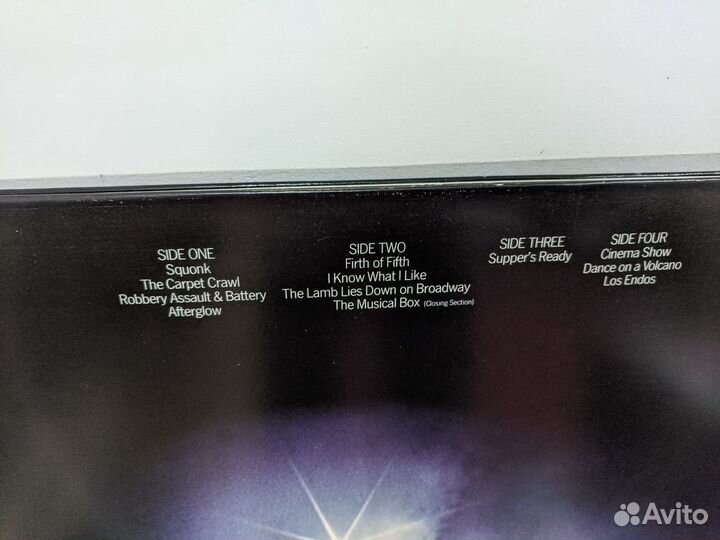 SIDE ONE
Squonk
The Carpet Crawl
Robbery Assault & Battery
Afterglow
SIDE TWO
Firth of Fifth
I Know What I Like
The Lamb Lies Down on Broadway
The Musical Box (Closing Section)
SIDE THREE
Supper's Ready
SIDE FOUR
Cinema Show
Dance on a Volcano
Los Endos
Avito